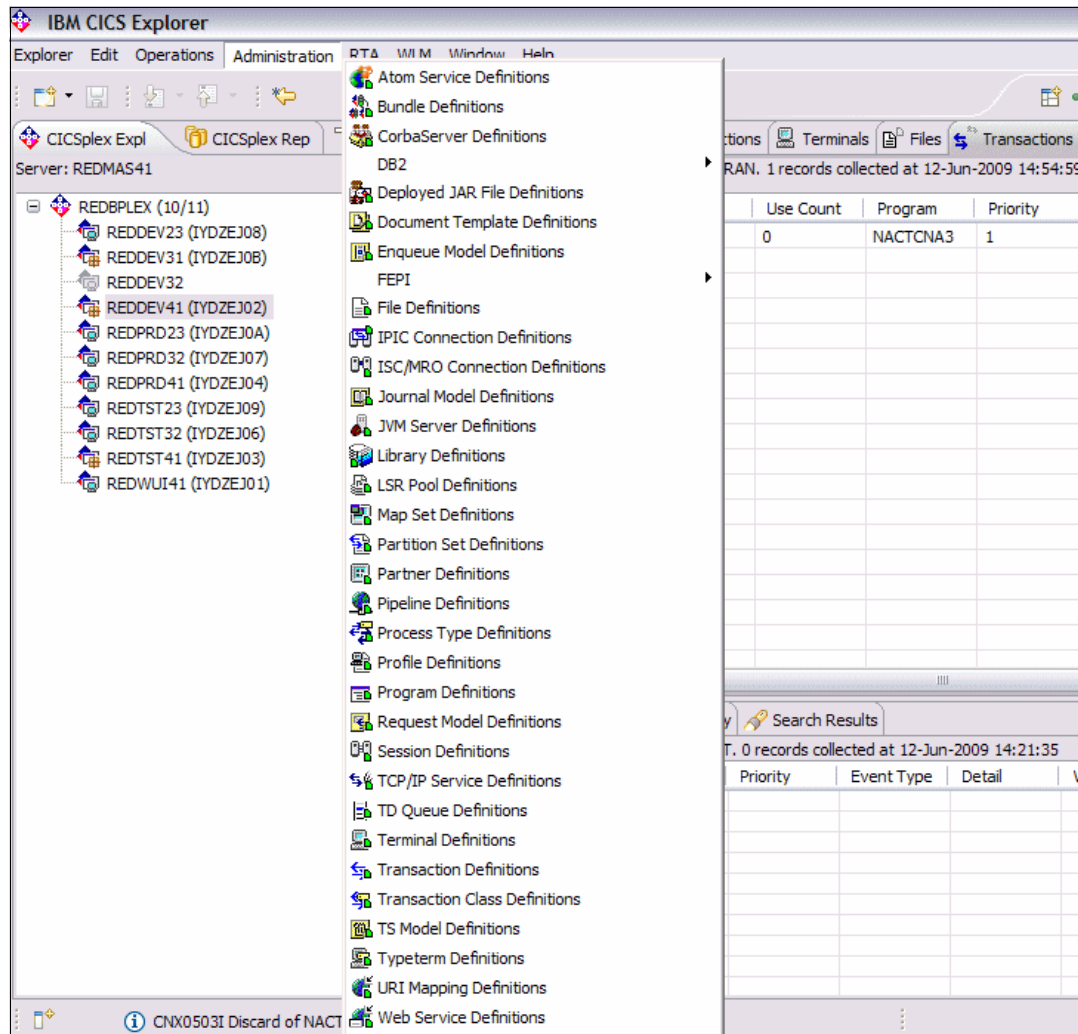 IBM CICS Explorer
Explorer Edit Operations Administration RTA WLM Window Help
CICSplex Expl
CICSplex Rep
Server: REDMAS41
REDBPLEX (10/11)
REDDEV23 (IYDZEJ08)
REDDEV31 (IYDZEJ0B)
REDDEV32
REDDEV41 (IYDZEJ02)
REDPRD23 (IYDZEJ0A)
REDPRD32 (IYDZEJ07)
REDPRD41 (IYDZEJ04)
REDTST23 (IYDZEJ09)
REDTST32 (IYDZEJ06)
REDTST41 (IYDZEJ03)
REDWUI41 (IYDZEJ01)
Atom Service Definitions
Bundle Definitions
CorbaServer Definitions
DB2
Deployed JAR File Definitions
Document Template Definitions
Enqueue Model Definitions
FEPI
File Definitions
IPIC Connection Definitions
ISC/MRO Connection Definitions
Journal Model Definitions
JVM Server Definitions
Library Definitions
LSR Pool Definitions
Map Set Definitions
Partition Set Definitions
Partner Definitions
Pipeline Definitions
Process Type Definitions
Profile Definitions
Program Definitions
Request Model Definitions
Session Definitions
TCP/IP Service Definitions
TD Queue Definitions
Terminal Definitions
Transaction Definitions
Transaction Class Definitions
TS Model Definitions
Typeterm Definitions
URI Mapping Definitions
Web Service Definitions
tions Terminals Files Transactions
RAN. 1 records collected at 12-Jun-2009 14:54:59
Use Count Program Priority
0 NACTCNA3 1
y Search Results
T. 0 records collected at 12-Jun-2009 14:21:35
Priority Event Type Detail
CNX0503I Discard of NACT